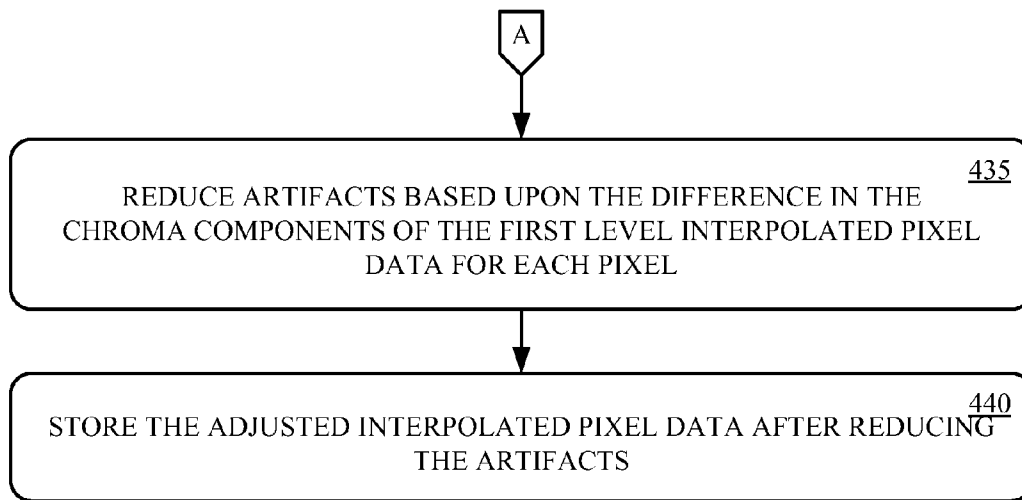 A
435
REDUCE ARTIFACTS BASED UPON THE DIFFERENCE IN THE
CHROMA COMPONENTS OF THE FIRST LEVEL INTERPOLATED PIXEL
DATA FOR EACH PIXEL
440
STORE THE ADJUSTED INTERPOLATED PIXEL DATA AFTER REDUCING
THE ARTIFACTS